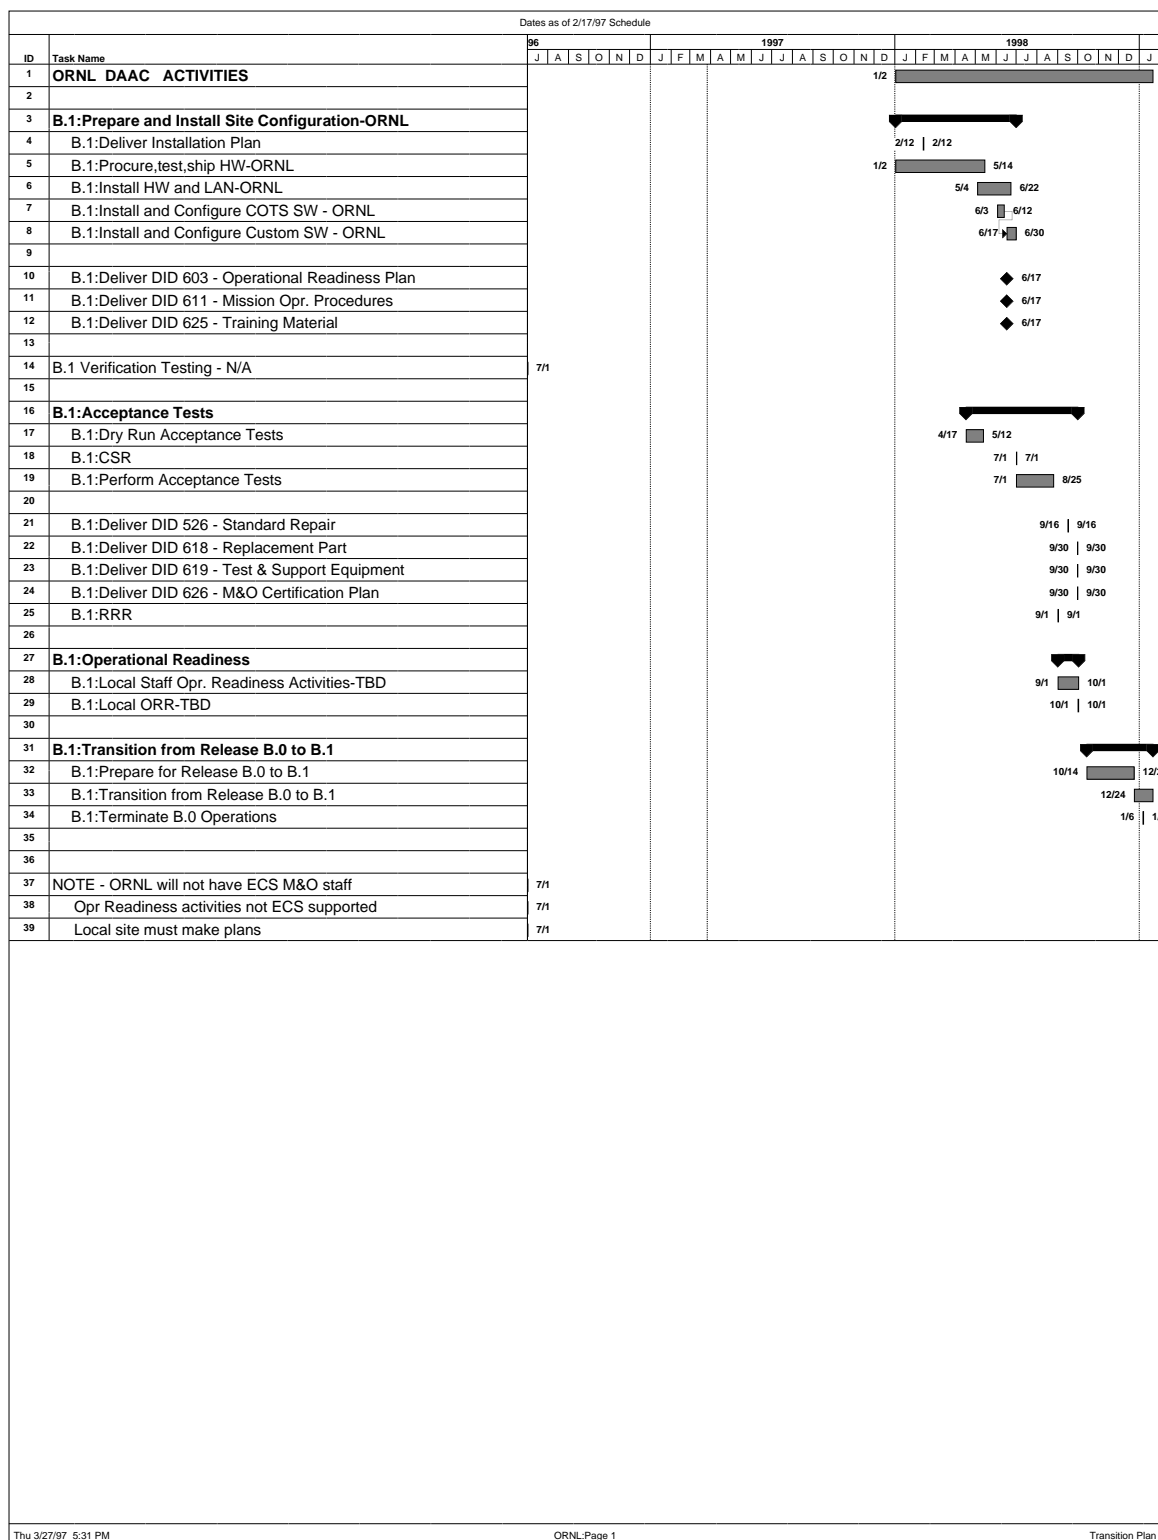 Dates as of 2/17/97 Schedule
96 1997 1998
ID Task Name J A S O N D J F M A M J J A S O N D J F M A M J J A S O N D J
1 ORNL DAAC ACTIVITIES 1/2
2
3 B.1:Prepare and Install Site Configuration-ORNL
4 B.1:Deliver Installation Plan 2/12 2/12
5 B.1:Procure,test,ship HW-ORNL 1/2 5/14
6 B.1:Install HW and LAN-ORNL 5/4 6/22
7 B.1:Install and Configure COTS SW - ORNL 6/3 6/12
8 B.1:Install and Configure Custom SW - ORNL 6/17 6/30
9
10 B.1:Deliver DID 603 - Operational Readiness Plan 6/17
11 B.1:Deliver DID 611 - Mission Opr. Procedures 6/17
12 B.1:Deliver DID 625 - Training Material 6/17
13
14 B.1 Verification Testing - N/A 7/1
15
16 B.1:Acceptance Tests
17 B.1:Dry Run Acceptance Tests 4/17 5/12
18 B.1:CSR 7/1 7/1
19 B.1:Perform Acceptance Tests 7/1 8/25
20
21 B.1:Deliver DID 526 - Standard Repair 9/16 9/16
22 B.1:Deliver DID 618 - Replacement Part 9/30 9/30
23 B.1:Deliver DID 619 - Test & Support Equipment 9/30 9/30
24 B.1:Deliver DID 626 - M&O Certification Plan 9/30 9/30
25 B.1:RRR 9/1 9/1
26
27 B.1:Operational Readiness
28 B.1:Local Staff Opr. Readiness Activities-TBD 9/1 10/1
29 B.1:Local ORR-TBD 10/1 10/1
30
31 B.1:Transition from Release B.0 to B.1
32 B.1:Prepare for Release B.0 to B.1 10/14 12/
33 B.1:Transition from Release B.0 to B.1 12/24
34 B.1:Terminate B.0 Operations 1/6 1/
35
36
37 NOTE - ORNL will not have ECS M&O staff 7/1
38 Opr Readiness activities not ECS supported 7/1
39 Local site must make plans 7/1
Thu 3/27/97 5:31 PM ORNL:Page 1 Transition Plan